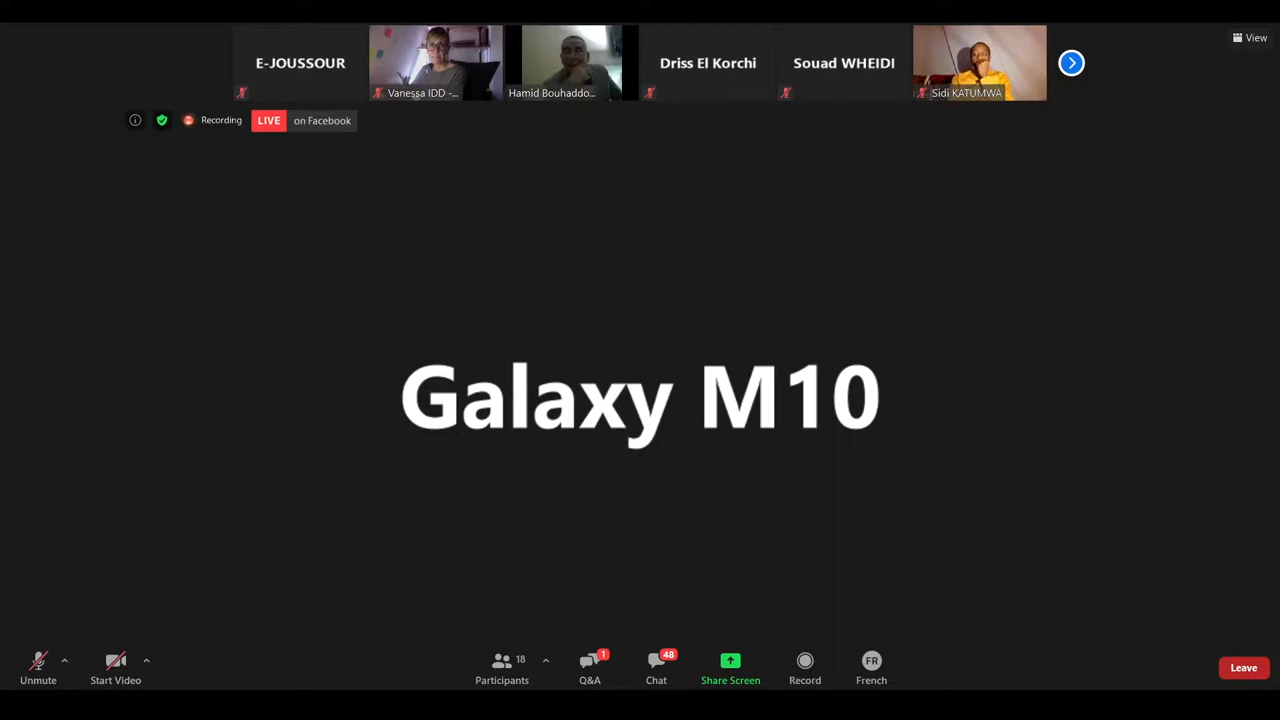 E-JOUSSOUR
Vanessa IDD -...
Hamid Bouhaddo...
Driss El Korchi
Souad WHEIDI
Sidi KATUMWA
View
Recording
LIVE on Facebook
Galaxy M10
Unmute
Start Video
18
Participants
1
Q&A
48
Chat
Share Screen
Record
FR
French
Leave